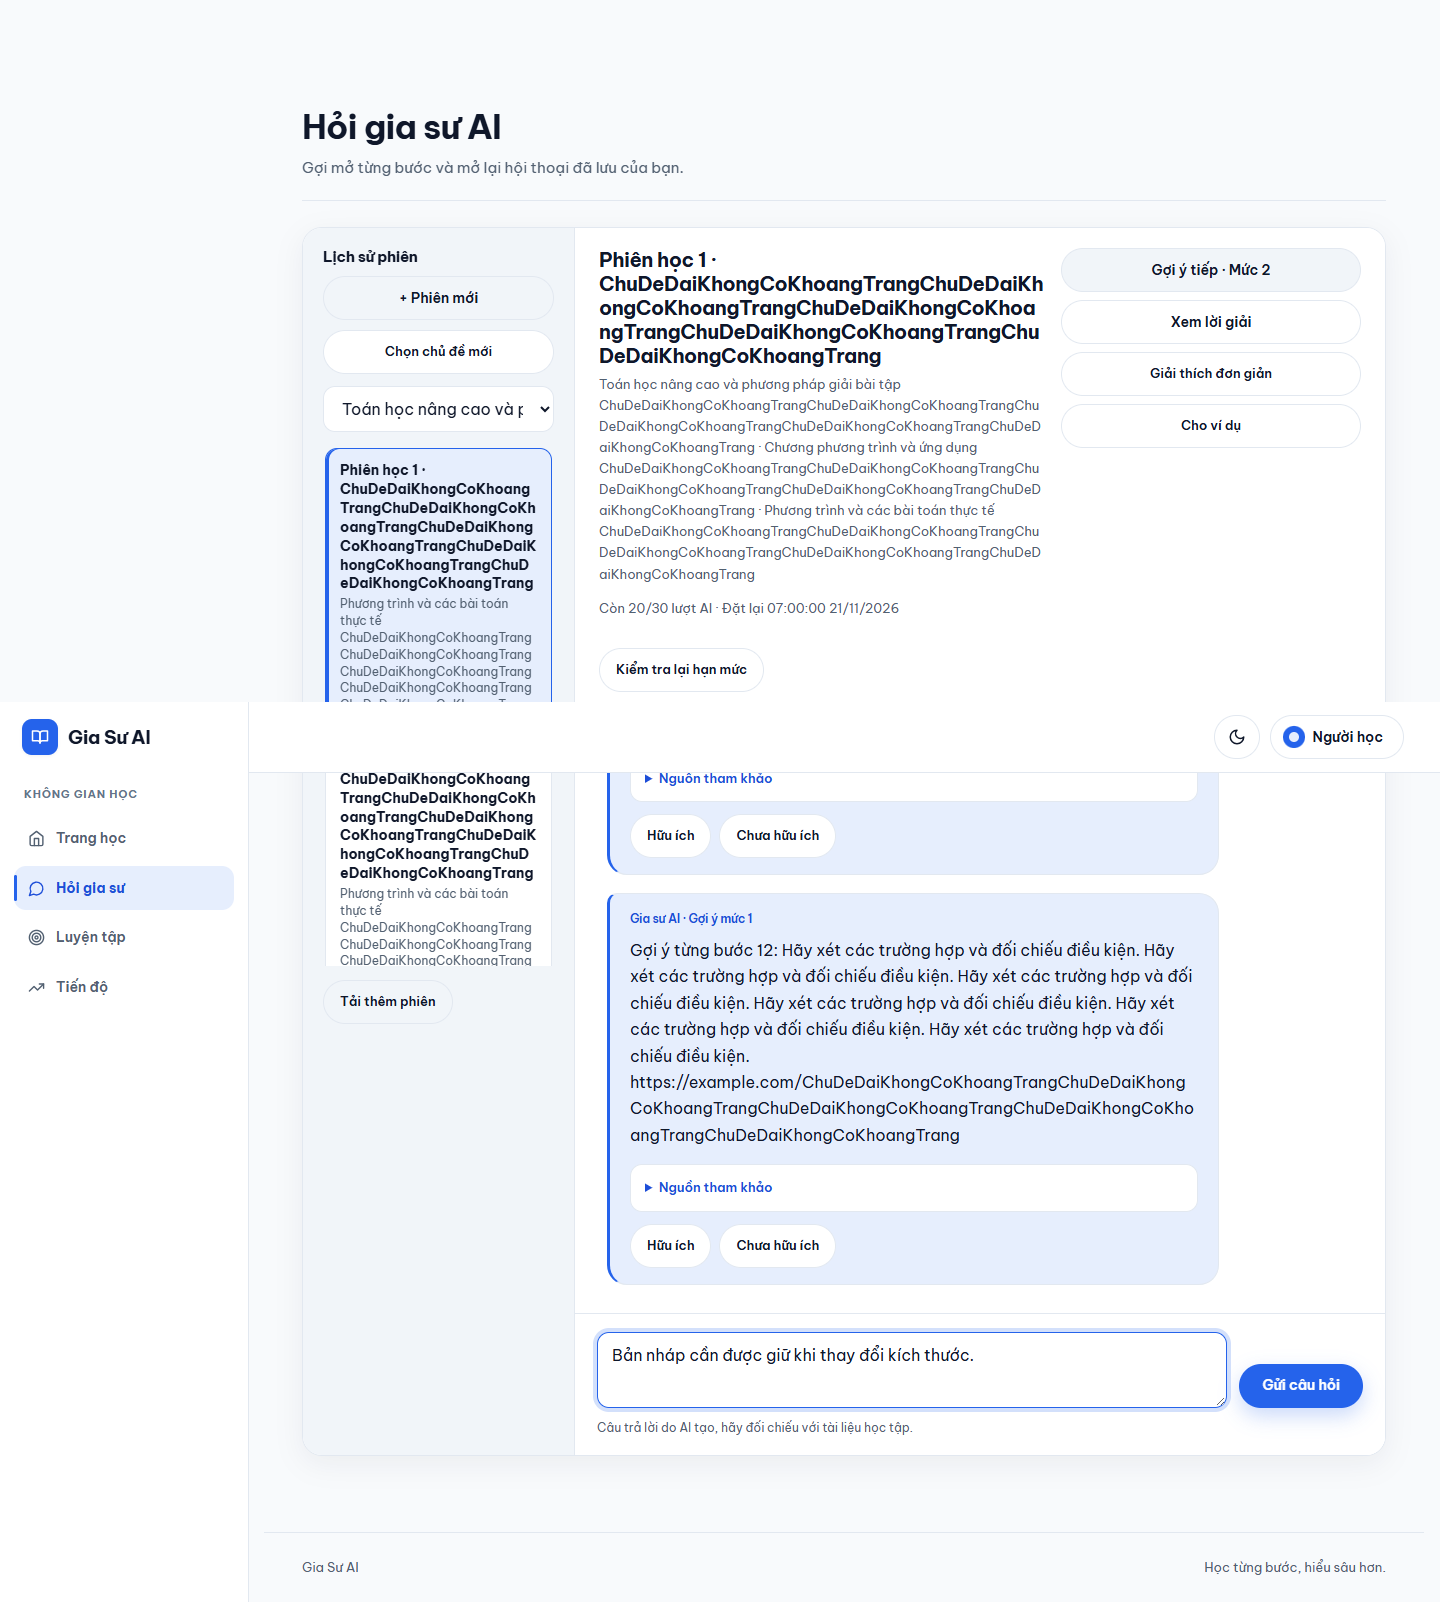 Hỏi gia sư AI
Gợi mở từng bước và mở lại hội thoại đã lưu của bạn.
Lịch sử phiên
+ Phiên mới
Chọn chủ đề mới
Toán học nâng cao và p
Phiên học 1 ·
ChuDeDaiKhongCoKhoang
TrangChuDeDaiKhongCoKh
oangTrangChuDeDaiKhong
CoKhoangTrangChuDeDaiK
hongCoKhoangTrangChuD
eDaiKhongCoKhoangTrang
Phương trình và các bài toán
thực tế
ChuDeDaiKhongCoKhoangTrang
ChuDeDaiKhongCoKhoangTrang
ChuDeDaiKhongCoKhoangTrang
ChuDeDaiKhongCoKhoangTrang
Phiên học 1 ·
ChuDeDaiKhongCoKhoangTrangChuDeDaiKh
ongCoKhoangTrangChuDeDaiKhongCoKhoa
ngTrangChuDeDaiKhongCoKhoangTrangChu
DeDaiKhongCoKhoangTrang
Toán học nâng cao và phương pháp giải bài tập
ChuDeDaiKhongCoKhoangTrangChuDeDaiKhongCoKhoangTrangChu
DeDaiKhongCoKhoangTrangChuDeDaiKhongCoKhoangTrangChuDeD
aiKhongCoKhoangTrang · Chương phương trình và ứng dụng
ChuDeDaiKhongCoKhoangTrangChuDeDaiKhongCoKhoangTrangChu
DeDaiKhongCoKhoangTrangChuDeDaiKhongCoKhoangTrangChuDeD
aiKhongCoKhoangTrang · Phương trình và các bài toán thực tế
ChuDeDaiKhongCoKhoangTrangChuDeDaiKhongCoKhoangTrangChu
DeDaiKhongCoKhoangTrangChuDeDaiKhongCoKhoangTrangChuDeD
aiKhongCoKhoangTrang
Còn 20/30 lượt AI · Đặt lại 07:00:00 21/11/2026
Kiểm tra lại hạn mức
Gợi ý tiếp · Mức 2
Xem lời giải
Giải thích đơn giản
Cho ví dụ
Gia Sư AI
Người học
KHÔNG GIAN HỌC
Trang học
Hỏi gia sư
Luyện tập
Tiến độ
ChuDeDaiKhongCoKhoang
TrangChuDeDaiKhongCoKh
oangTrangChuDeDaiKhong
CoKhoangTrangChuDeDaiK
hongCoKhoangTrangChuD
eDaiKhongCoKhoangTrang
Phương trình và các bài toán
thực tế
ChuDeDaiKhongCoKhoangTrang
ChuDeDaiKhongCoKhoangTrang
ChuDeDaiKhongCoKhoangTrang
Tải thêm phiên
Nguồn tham khảo
Hữu ích
Chưa hữu ích
Gia sư AI · Gợi ý mức 1
Gợi ý từng bước 12: Hãy xét các trường hợp và đối chiếu điều kiện. Hãy
xét các trường hợp và đối chiếu điều kiện. Hãy xét các trường hợp và đối
chiếu điều kiện. Hãy xét các trường hợp và đối chiếu điều kiện. Hãy xét
các trường hợp và đối chiếu điều kiện. Hãy xét các trường hợp và đối
chiếu điều kiện.
https://example.com/ChuDeDaiKhongCoKhoangTrangChuDeDaiKhong
CoKhoangTrangChuDeDaiKhongCoKhoangTrangChuDeDaiKhongCoKho
angTrangChuDeDaiKhongCoKhoangTrang
Nguồn tham khảo
Hữu ích
Chưa hữu ích
Bản nháp cần được giữ khi thay đổi kích thước.
Gửi câu hỏi
Câu trả lời do AI tạo, hãy đối chiếu với tài liệu học tập.
Gia Sư AI
Học từng bước, hiểu sâu hơn.